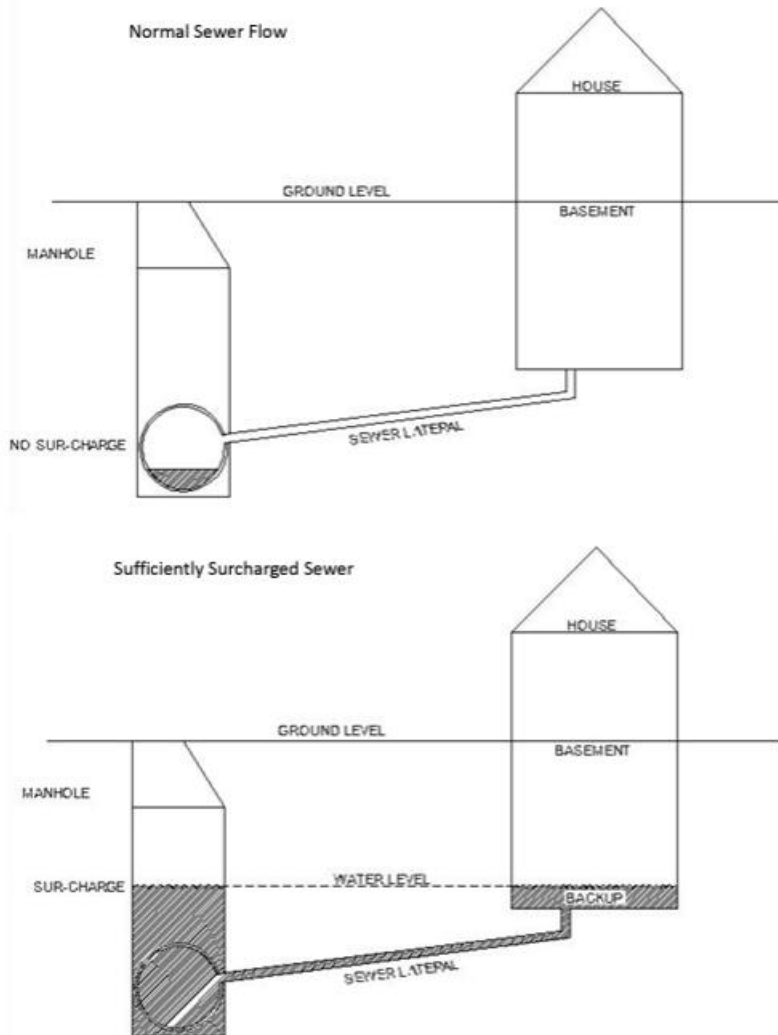 Normal Sewer Flow
HOUSE
GROUND LEVEL
BASEMENT
MANHOLE
NO SUR-CHARGE
SEWER LATERAL
Sufficiently Surcharged Sewer
HOUSE
GROUND LEVEL
BASEMENT
MANHOLE
SUR-CHARGE
WATER LEVEL
BACKUP
SEWER LATERAL